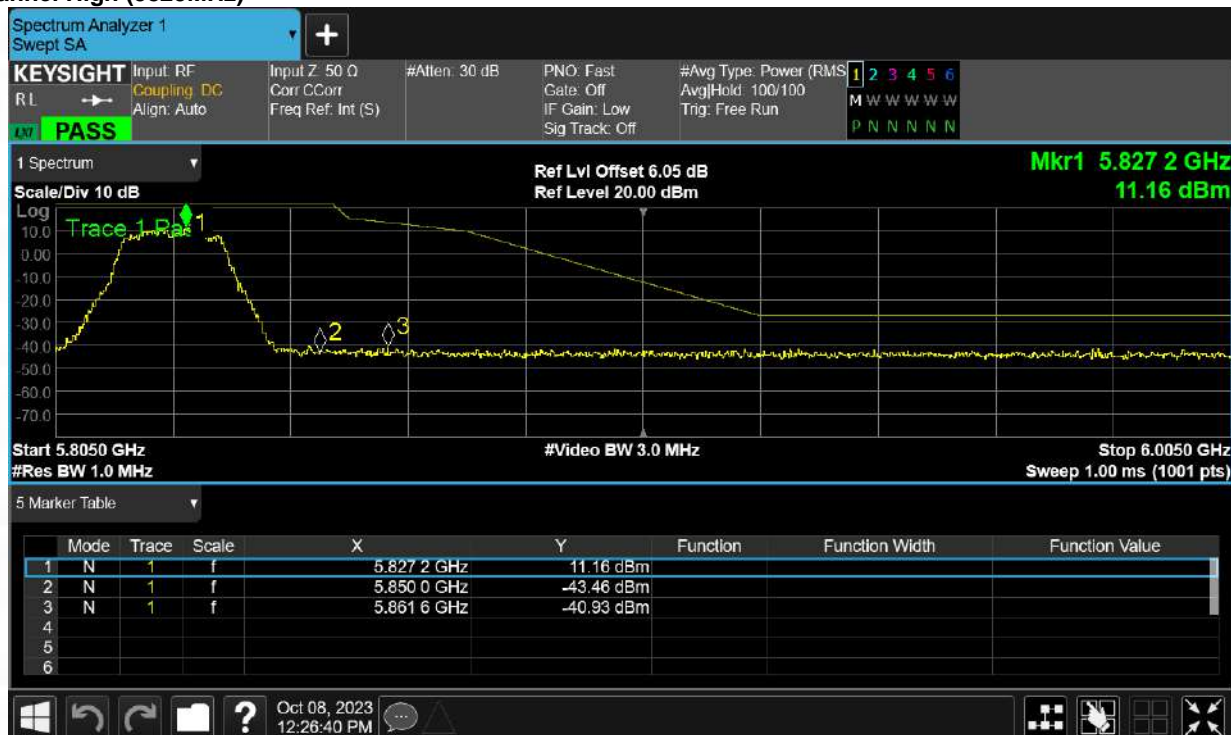 Spectrum Analyzer 1
Swept SA
KEYSIGHT
R L
LXI
PASS
Input: RF
Coupling: DC
Align: Auto
Input Z: 50 Ω
Corr CCorr
Freq Ref: Int (S)
#Atten: 30 dB
PNO: Fast
Gate: Off
IF Gain: Low
Sig Track: Off
#Avg Type: Power (RMS
Avg|Hold: 100/100
Trig: Free Run
1 2 3 4 5 6
M W W W W W
P N N N N N
1 Spectrum
Scale/Div 10 dB
Ref Lvl Offset 6.05 dB
Ref Level 20.00 dBm
Mkr1 5.827 2 GHz
11.16 dBm
Log
Trace 1 Pa
1
2
3
10.0
0.00
-10.0
-20.0
-30.0
-40.0
-50.0
-60.0
-70.0
Start 5.8050 GHz
#Res BW 1.0 MHz
#Video BW 3.0 MHz
Stop 6.0050 GHz
Sweep 1.00 ms (1001 pts)
5 Marker Table
Mode Trace Scale X Y Function Function Width Function Value
1 N 1 f 5.827 2 GHz 11.16 dBm
2 N 1 f 5.850 0 GHz -43.46 dBm
3 N 1 f 5.861 6 GHz -40.93 dBm
4
5
6
?
Oct 08, 2023
12:26:40 PM